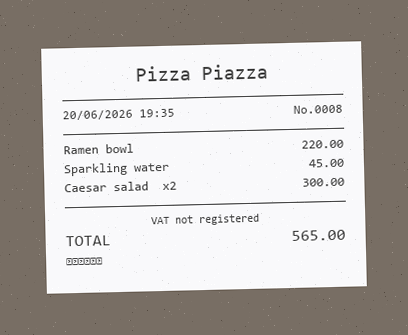 Pizza Piazza
20/06/2026 19:35 No.0008
Ramen bowl 220.00
Sparkling water 45.00
Caesar salad x2 300.00
VAT not registered
TOTAL 565.00